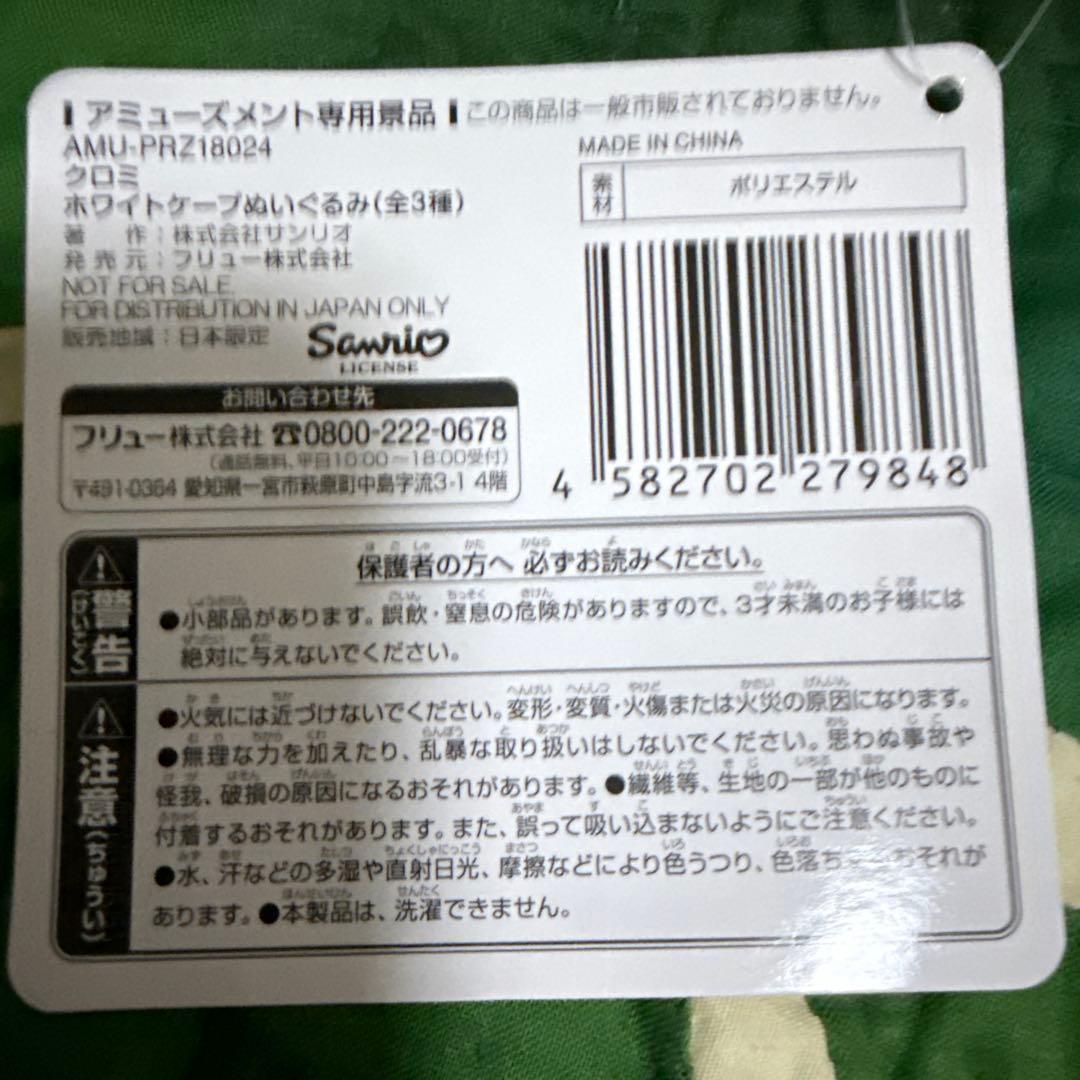 アミューズメント専用景品 この商品は一般市販されておりません。
AMU-PRZ18024
クロミ
ホワイトケープぬいぐるみ(全3種)
著 作:株式会社サンリオ
発 売 元:フリュー株式会社
NOT FOR SALE.
FOR DISTRIBUTION IN JAPAN ONLY
販売地域:日本限定
Sanrio
LICENSE
MADE IN CHINA
素材 ポリエステル
4 582702 279848
お問い合わせ先
フリュー株式会社 ☎0800-222-0678
(通話無料、平日10:00〜18:00受付)
〒491-0364 愛知県一宮市萩原町中島字流3-1 4階
警告(けいこく)
保護者の方へ 必ずお読みください。
●小部品があります。誤飲・窒息の危険がありますので、3才未満のお子様には
絶対に与えないでください。
注意(ちゅうい)
●火気には近づけないでください。変形・変質・火傷または火災の原因になります。
●無理な力を加えたり、乱暴な取り扱いはしないでください。思わぬ事故や
怪我、破損の原因になるおそれがあります。●繊維等、生地の一部が他のものに
付着するおそれがあります。また、誤って吸い込まないようにご注意ください。
●水、汗などの多湿や直射日光、摩擦などにより色うつり、色落ち おそれが
あります。●本製品は、洗濯できません。